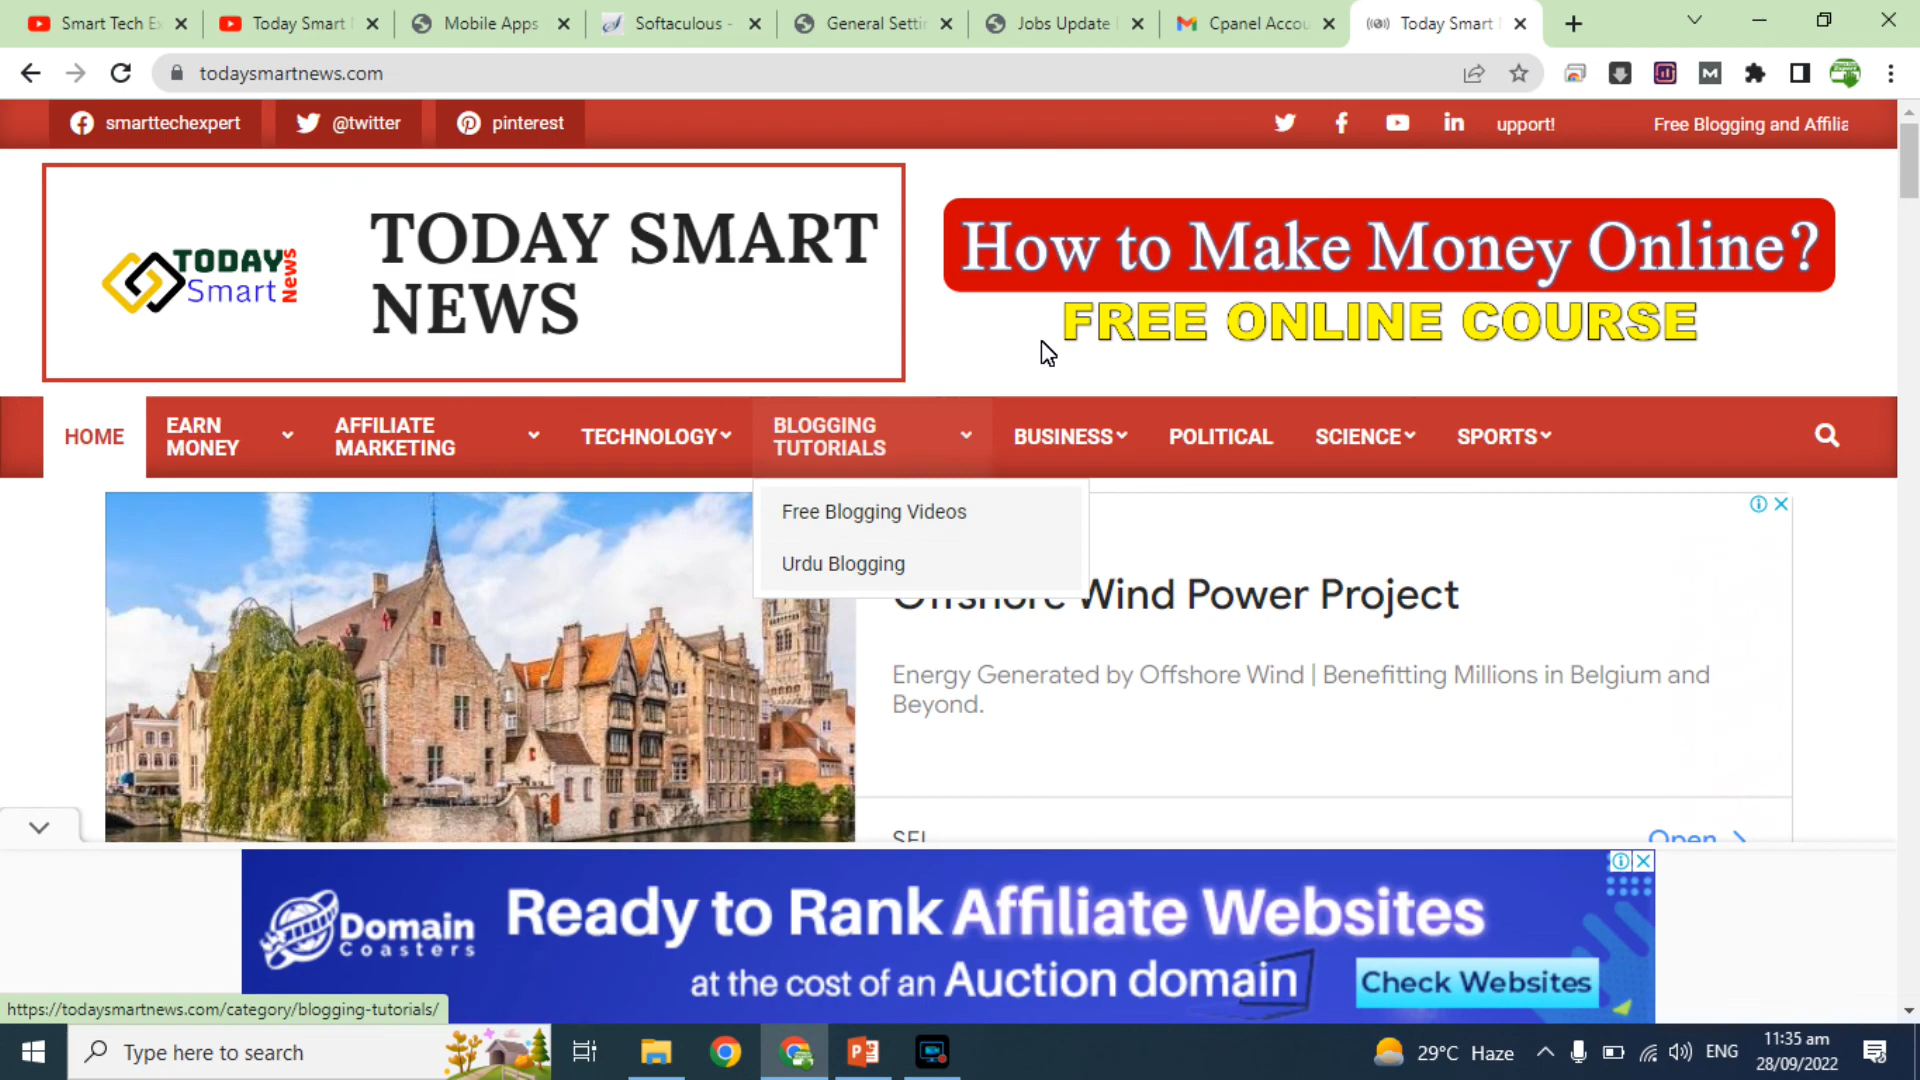 Smart Tech Ex
Today Smart
Mobile Apps
Softaculous -
General Settin
Jobs Update
Cpanel Accou
Today Smart
todaysmartnews.com
smarttechexpert
@twitter
pinterest
upport!
Free Blogging and Affilia
TODAY
Smart
News
TODAY SMART
NEWS
How to Make Money Online?
FREE ONLINE COURSE
HOME
EARN
MONEY
AFFILIATE
MARKETING
TECHNOLOGY
BLOGGING
TUTORIALS
BUSINESS
POLITICAL
SCIENCE
SPORTS
Free Blogging Videos
Urdu Blogging
Offshore Wind Power Project
Energy Generated by Offshore Wind | Benefitting Millions in Belgium and
Beyond.
SEL
Open
Domain
Coasters
Ready to Rank Affiliate Websites
at the cost of an Auction domain
Check Websites
https://todaysmartnews.com/category/blogging-tutorials/
Type here to search
29°C Haze
ENG
11:35 am
28/09/2022